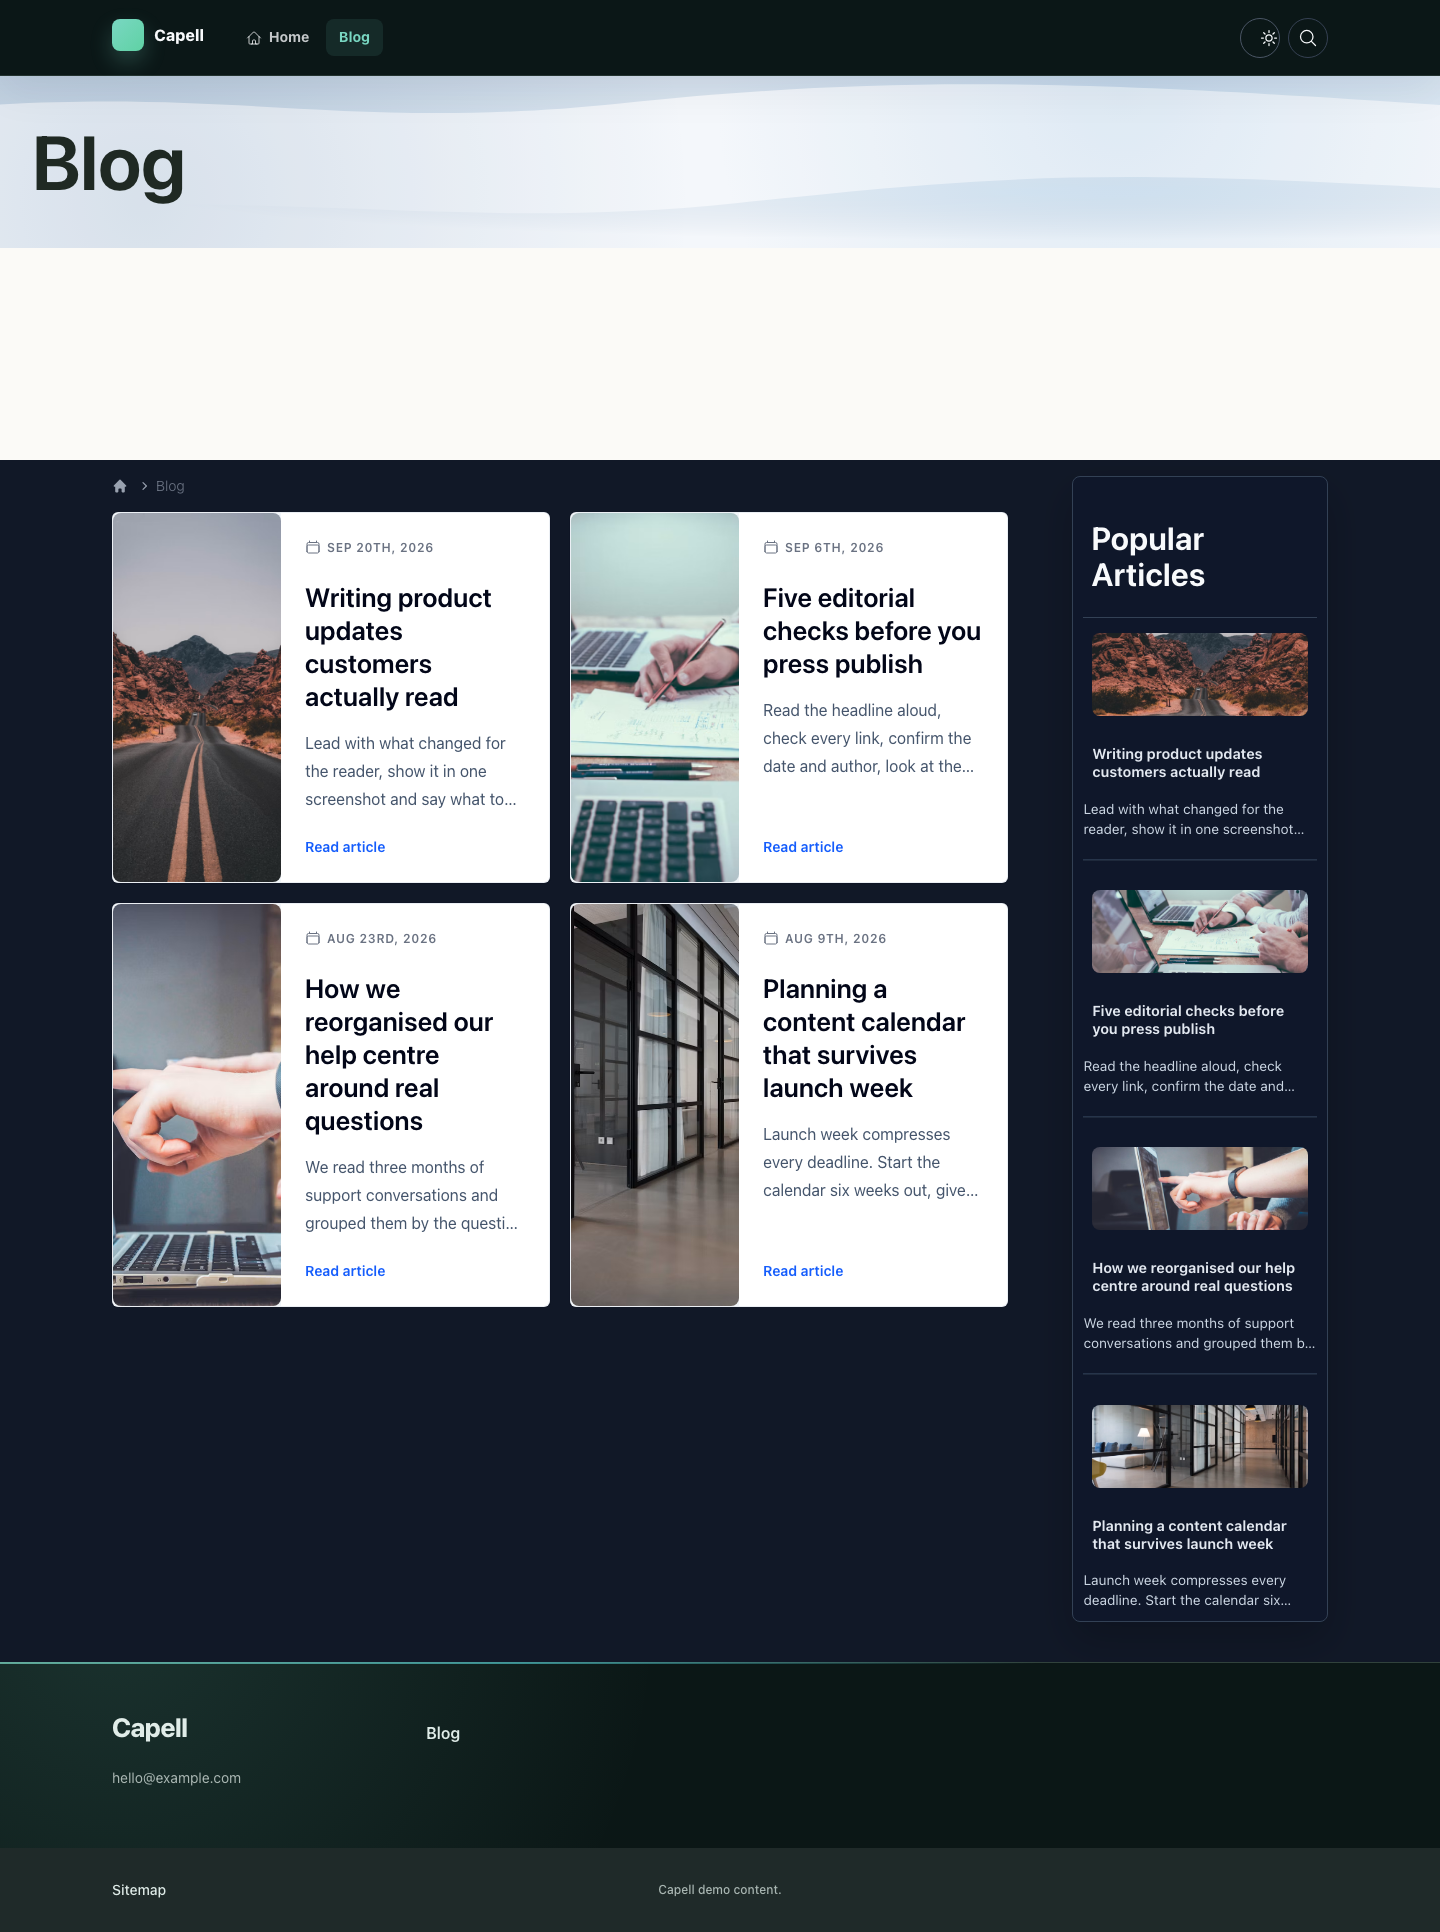 Capell
Home
Blog
Blog
Blog
SEP 20TH, 2026
Writing product
updates
customers
actually read
Lead with what changed for
the reader, show it in one
screenshot and say what to...
Read article
SEP 6TH, 2026
Five editorial
checks before you
press publish
Read the headline aloud,
check every link, confirm the
date and author, look at the...
Read article
AUG 23RD, 2026
How we
reorganised our
help centre
around real
questions
We read three months of
support conversations and
grouped them by the questi...
Read article
AUG 9TH, 2026
Planning a
content calendar
that survives
launch week
Launch week compresses
every deadline. Start the
calendar six weeks out, give...
Read article
Popular
Articles
Writing product updates
customers actually read
Lead with what changed for the
reader, show it in one screenshot...
Five editorial checks before
you press publish
Read the headline aloud, check
every link, confirm the date and...
How we reorganised our help
centre around real questions
We read three months of support
conversations and grouped them b...
Planning a content calendar
that survives launch week
Launch week compresses every
deadline. Start the calendar six...
Capell
hello@example.com
Blog
Sitemap
Capell demo content.